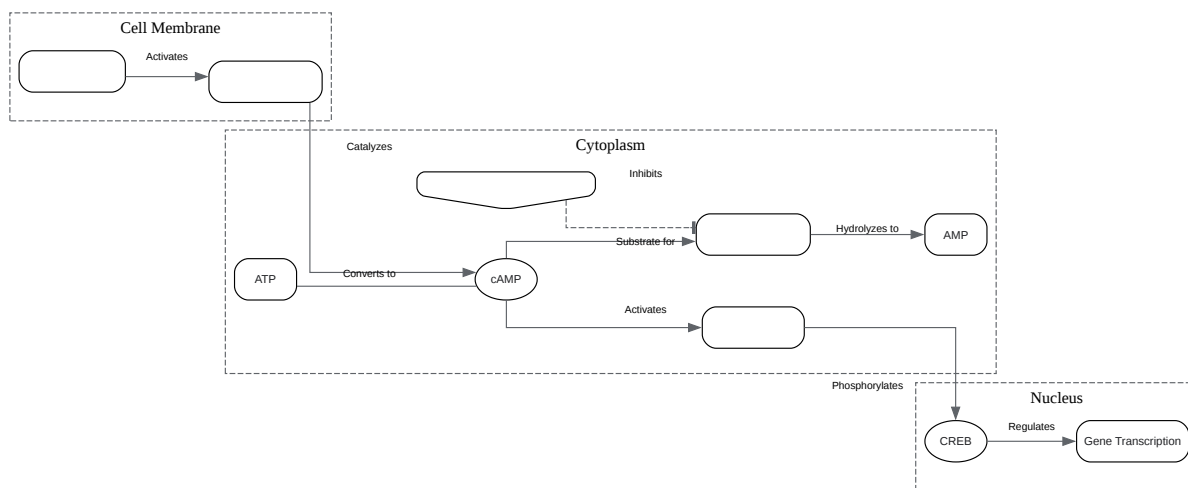 Cell Membrane
Activates
Catalyzes
Cytoplasm
Inhibits
Substrate for
Hydrolyzes to
AMP
ATP
Converts to
cAMP
Activates
Phosphorylates
Nucleus
CREB
Regulates
Gene Transcription